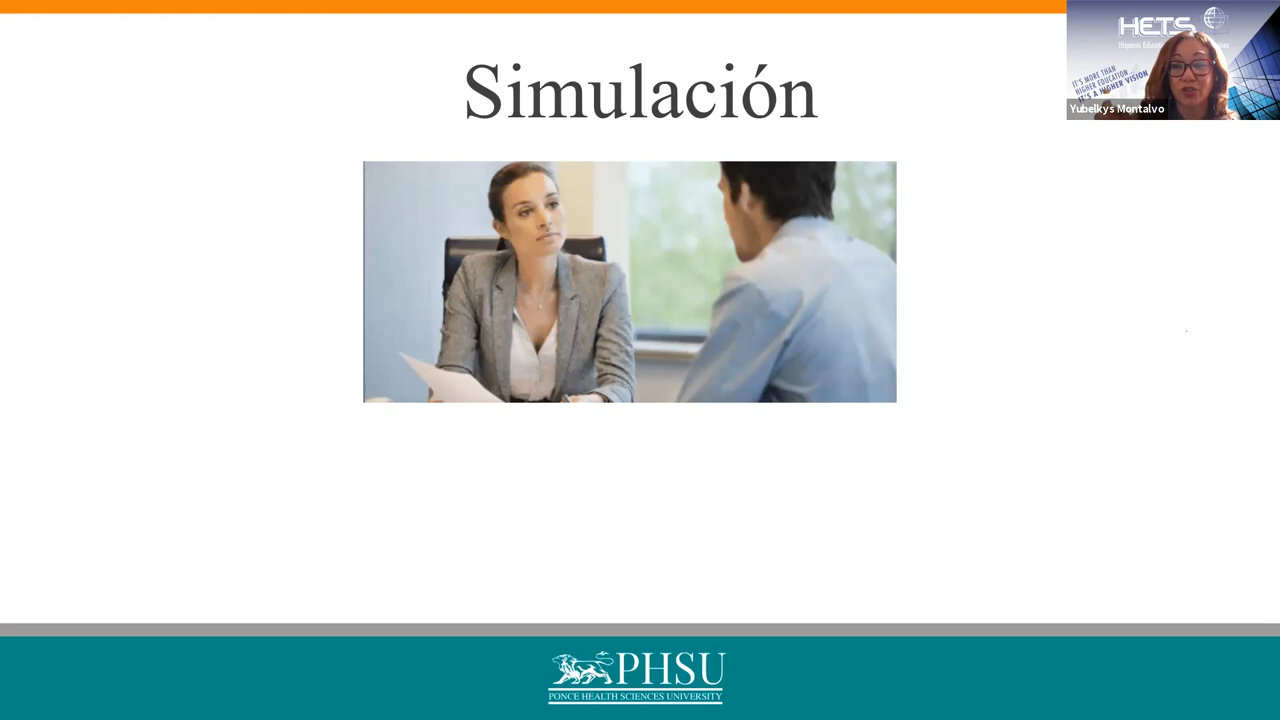 Simulación
HETS
IT'S MORE THAN
HIGHER EDUCATION
IT'S A HIGHER VISION
Yubelkys Montalvo
PHSU
PONCE HEALTH SCIENCES UNIVERSITY